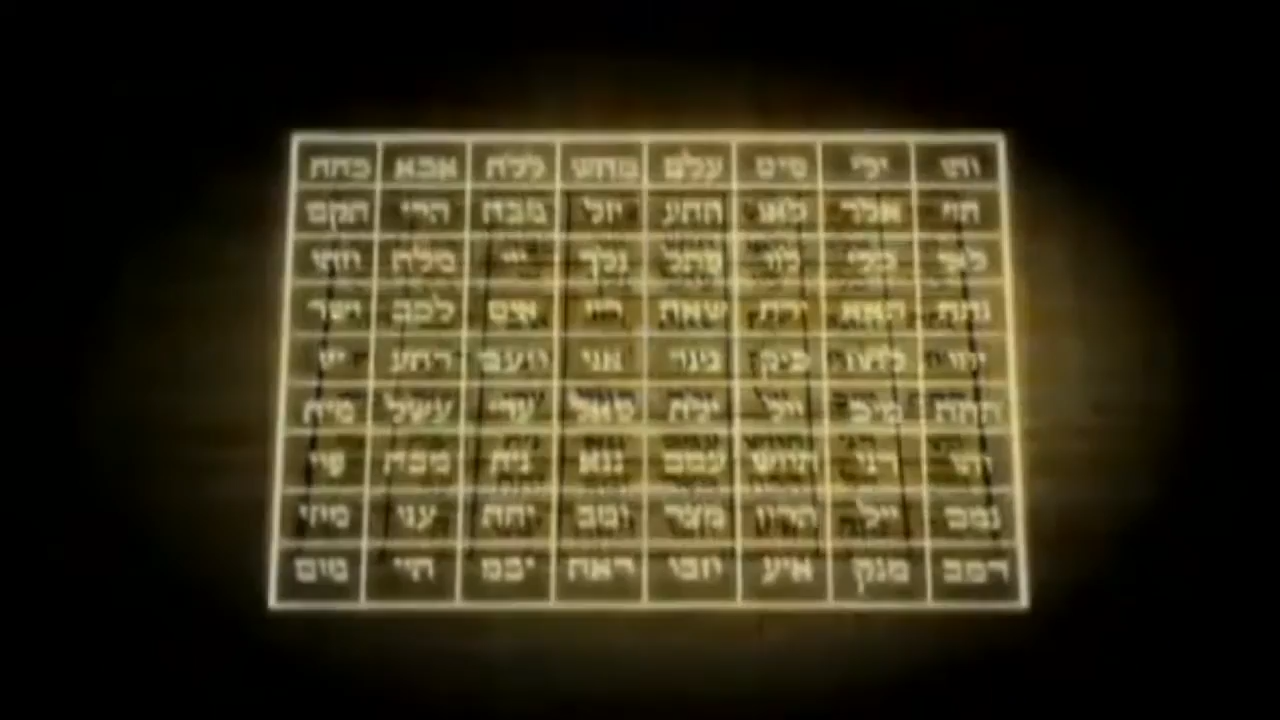 והו ילי סיט עלם מהש ללה אכא כהת
הזי אלד לאו ההע יזל מבה הרי הקם
לאו כלי לוו פהל נלך ייי מלה חהו
נתה האא ירת שאה ריי אום לכב ושר
יחו להח כוק מנד אני חעם רהע
ההה מיכ ילה סאל ערי עשל מיה
והו דני החש עמם ננא נית מבה פוי
נמם ייל הרח מצר ומב יהה ענו מחי
דמב מנק איע חבו ראה יבמ היי מום